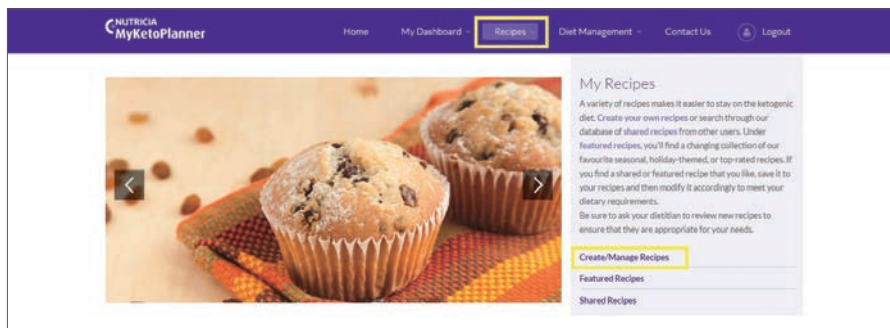 NUTRICIA
MyKetoPlanner
Home My Dashboard Recipes Diet Management Contact Us Logout
My Recipes
A variety of recipes makes it easier to stay on the ketogenic
diet. Create your own recipes or search through our
database of shared recipes from other users. Under
featured recipes, you'll find a changing collection of our
favourite seasonal, holiday-themed, or top-rated recipes. If
you find a shared or featured recipe that you like, save it to
your recipes and then modify it accordingly to meet your
dietary requirements.
Be sure to ask your dietitian to review new recipes to
ensure that they are appropriate for your needs.
Create/Manage Recipes
Featured Recipes
Shared Recipes